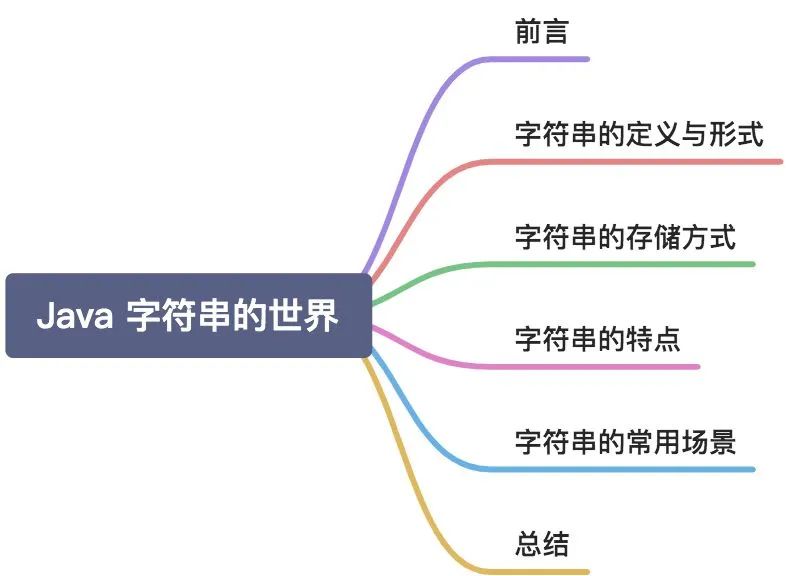 前言
字符串的定义与形式
字符串的存储方式
Java 字符串的世界
字符串的特点
字符串的常用场景
总结